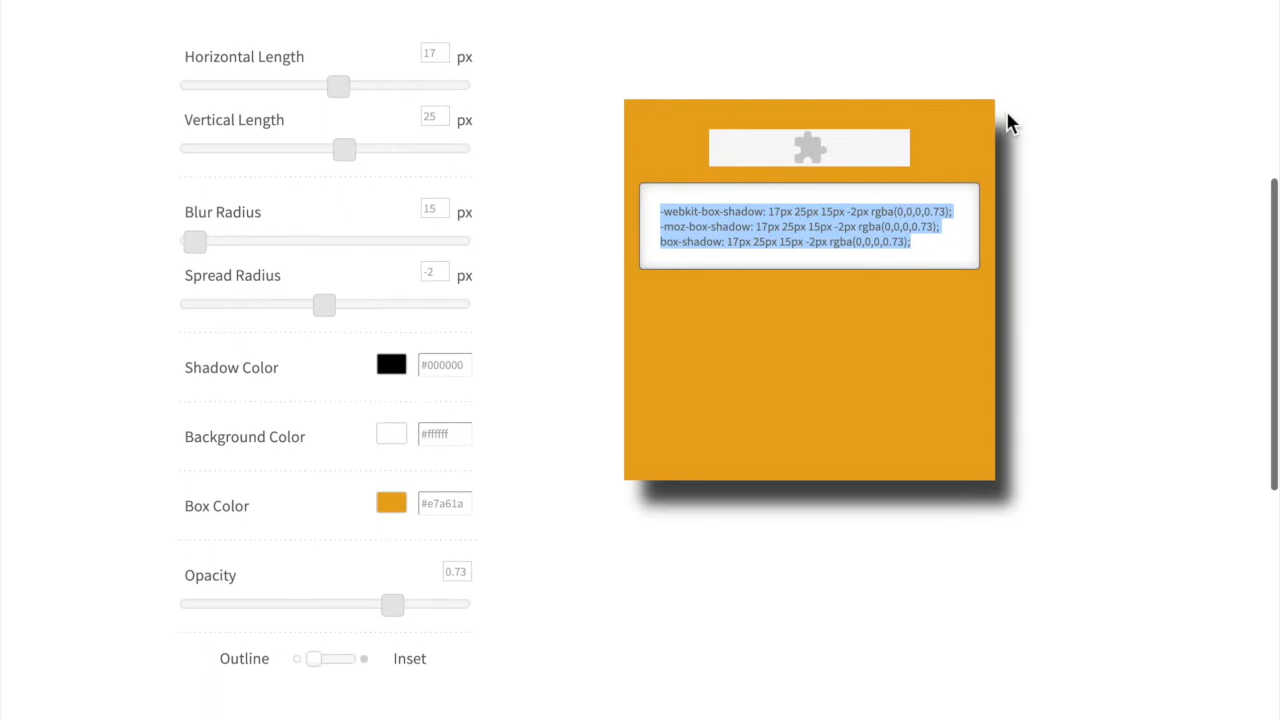 Horizontal Length 17 px
Vertical Length 25 px
Blur Radius 15 px
Spread Radius -2 px
Shadow Color #000000
Background Color #ffffff
Box Color #e7a61a
Opacity 0.73
Outline Inset
-webkit-box-shadow: 17px 25px 15px -2px rgba(0,0,0,0.73);
-moz-box-shadow: 17px 25px 15px -2px rgba(0,0,0,0.73);
box-shadow: 17px 25px 15px -2px rgba(0,0,0,0.73);